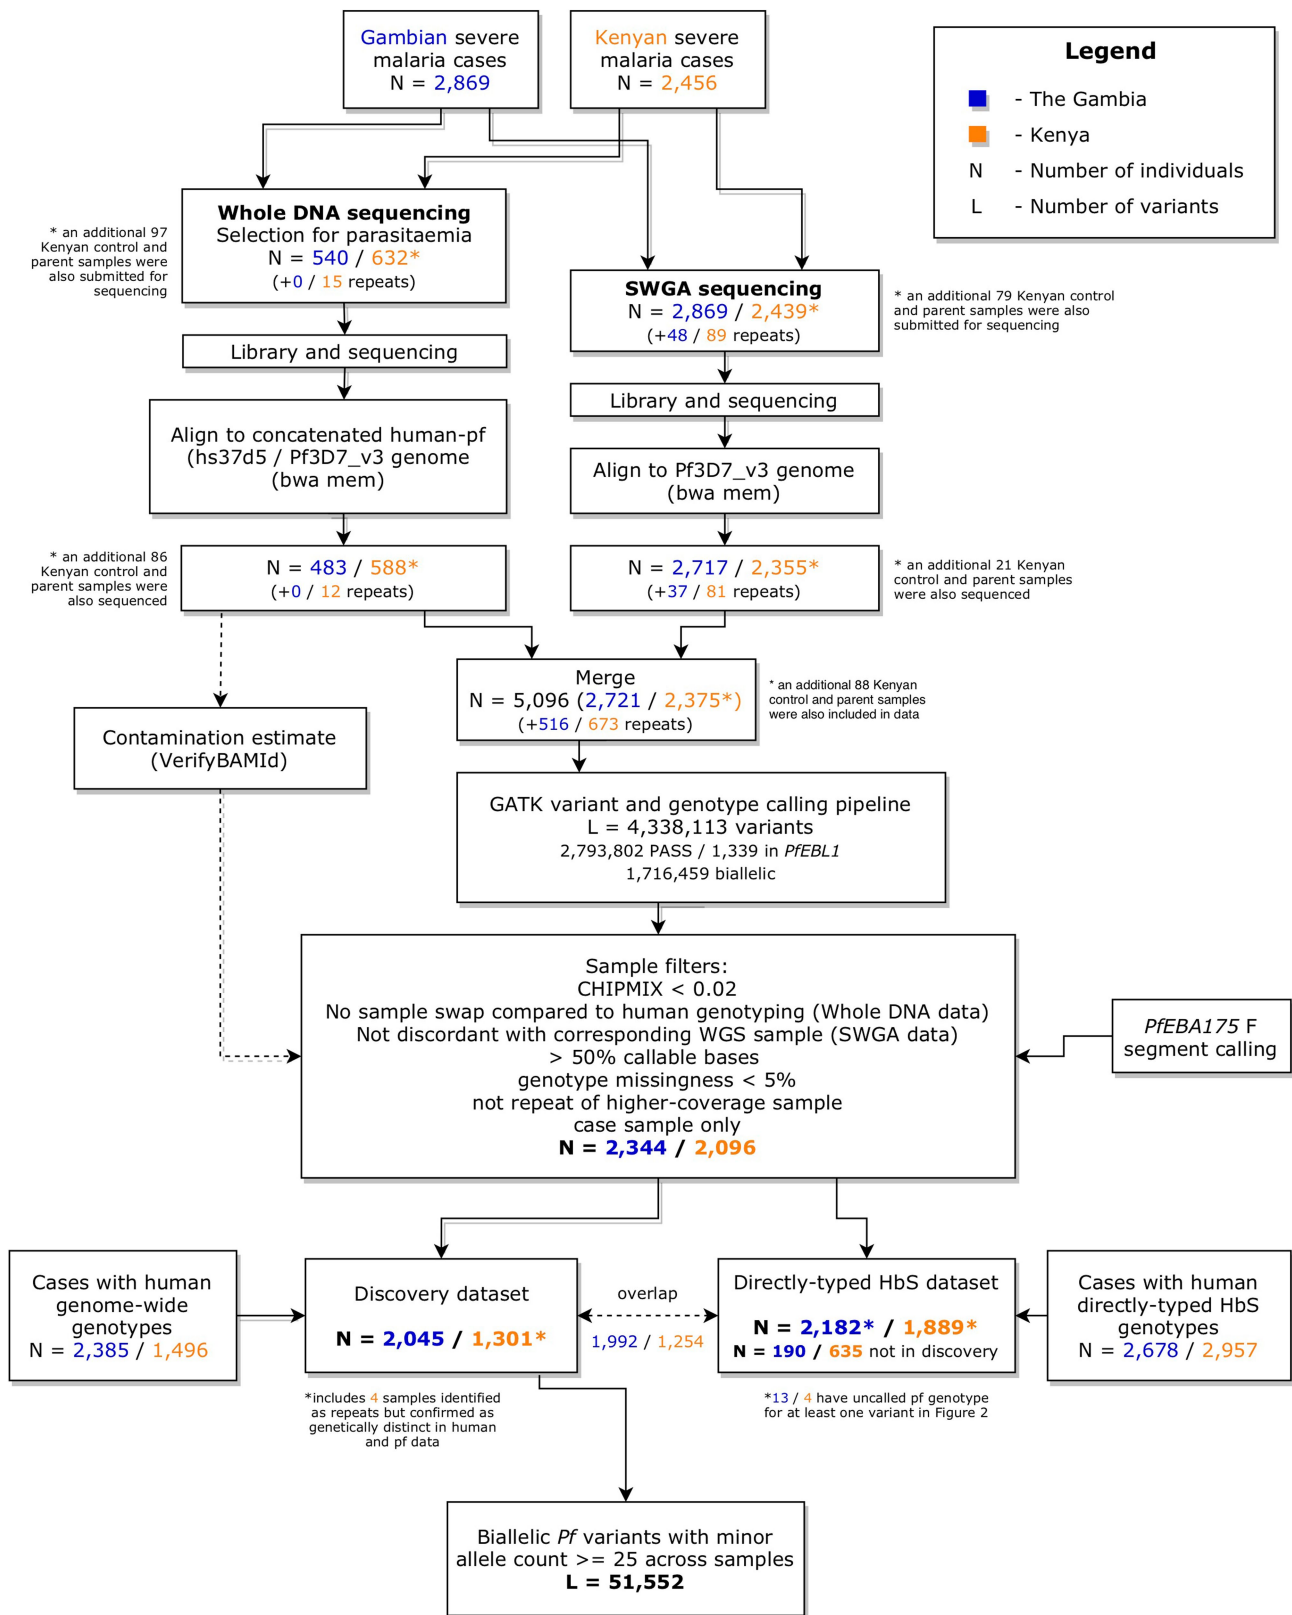 Gambian severe
malaria cases
N = 2,869
Kenyan severe
malaria cases
N = 2,456
Legend
- The Gambia
- Kenya
N - Number of individuals
L - Number of variants
* an additional 97
Kenyan control and
parent samples were
also submitted for
sequencing
Whole DNA sequencing
Selection for parasitaemia
N = 540 / 632*
(+0 / 15 repeats)
SWGA sequencing
N = 2,869 / 2,439*
(+48 / 89 repeats)
* an additional 79 Kenyan control
and parent samples were also
submitted for sequencing
Library and sequencing
Library and sequencing
Align to concatenated human-pf
(hs37d5 / Pf3D7_v3 genome
(bwa mem)
Align to Pf3D7_v3 genome
(bwa mem)
* an additional 86
Kenyan control and
parent samples were
also sequenced
N = 483 / 588*
(+0 / 12 repeats)
N = 2,717 / 2,355*
(+37 / 81 repeats)
* an additional 21 Kenyan
control and parent samples
were also sequenced
Merge
N = 5,096 (2,721 / 2,375*)
(+516 / 673 repeats)
* an additional 88 Kenyan
control and parent samples
were also included in data
Contamination estimate
(VerifyBAMId)
GATK variant and genotype calling pipeline
L = 4,338,113 variants
2,793,802 PASS / 1,339 in PfEBL1
1,716,459 biallelic
Sample filters:
CHIPMIX < 0.02
No sample swap compared to human genotyping (Whole DNA data)
Not discordant with corresponding WGS sample (SWGA data)
> 50% callable bases
genotype missingness < 5%
not repeat of higher-coverage sample
case sample only
N = 2,344 / 2,096
PfEBA175 F
segment calling
Cases with human
genome-wide
genotypes
N = 2,385 / 1,496
Discovery dataset
N = 2,045 / 1,301*
overlap
1,992 / 1,254
Directly-typed HbS dataset
N = 2,182* / 1,889*
N = 190 / 635 not in discovery
Cases with human
directly-typed HbS
genotypes
N = 2,678 / 2,957
*includes 4 samples identified
as repeats but confirmed as
genetically distinct in human
and pf data
*13 / 4 have uncalled pf genotype
for at least one variant in Figure 2
Biallelic Pf variants with minor
allele count >= 25 across samples
L = 51,552